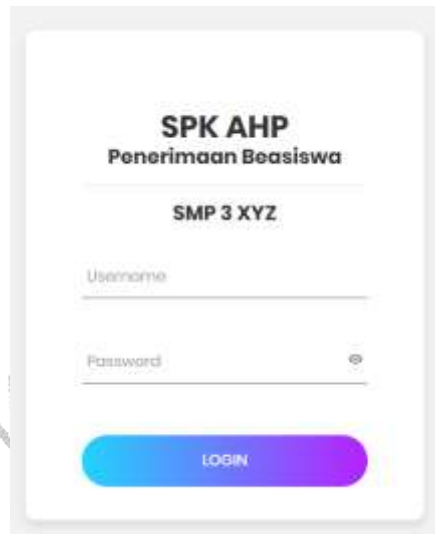 SPK AHP
Penerimaan Beasiswa
SMP 3 XYZ
Username
Password
LOGIN